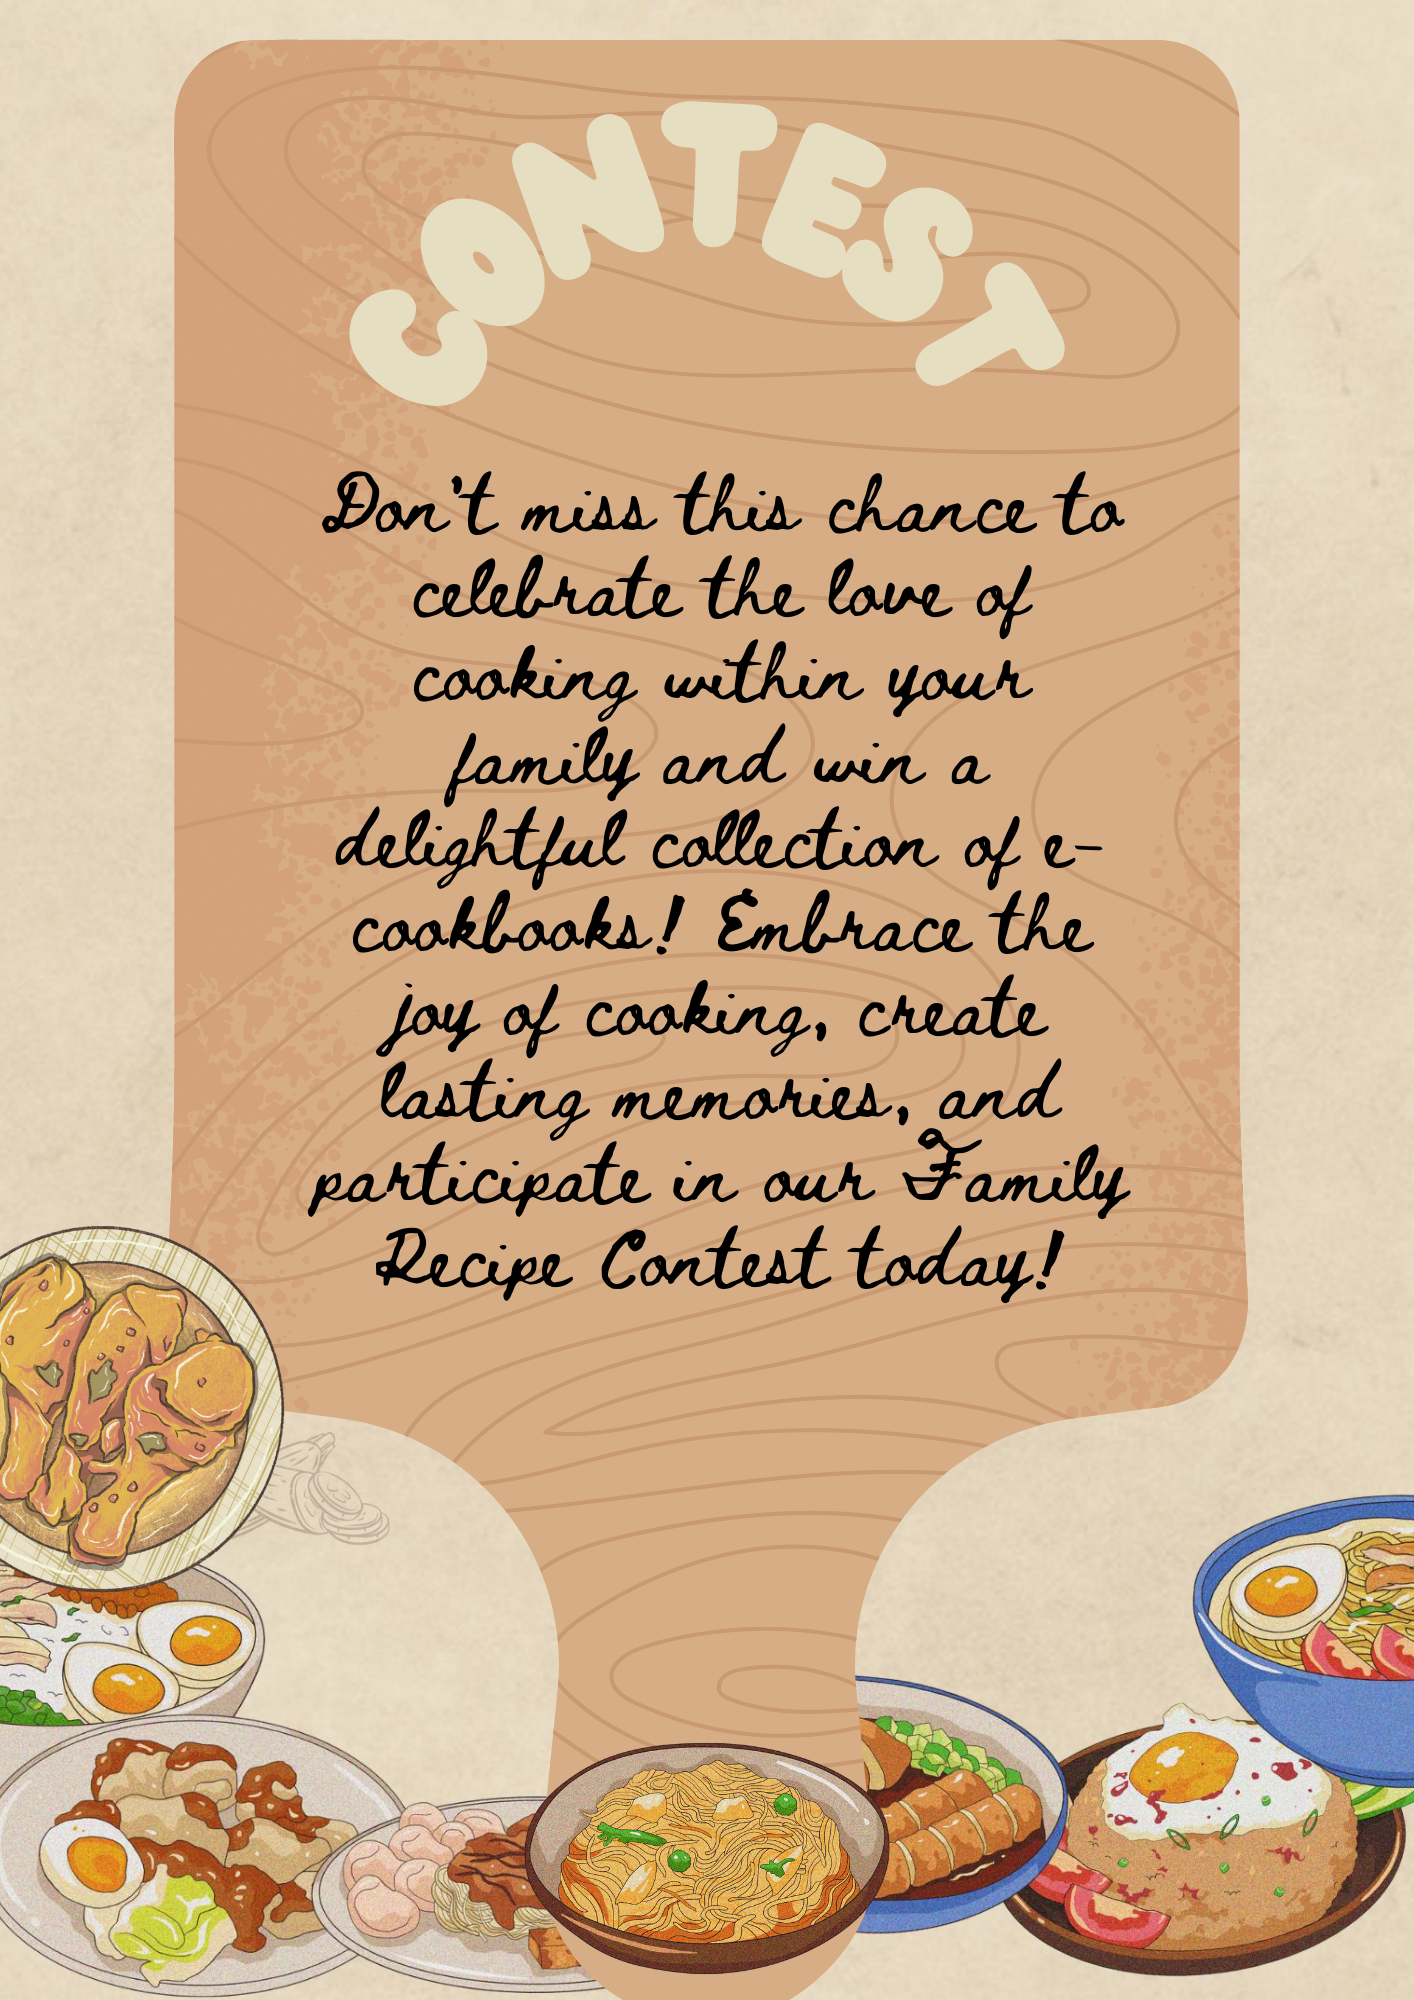 CONTEST
Don't miss this chance to
celebrate the love of
cooking within your
family and win a
delightful collection of e-
cookbooks! Embrace the
joy of cooking, create
lasting memories, and
participate in our Family
Recipe Contest today!